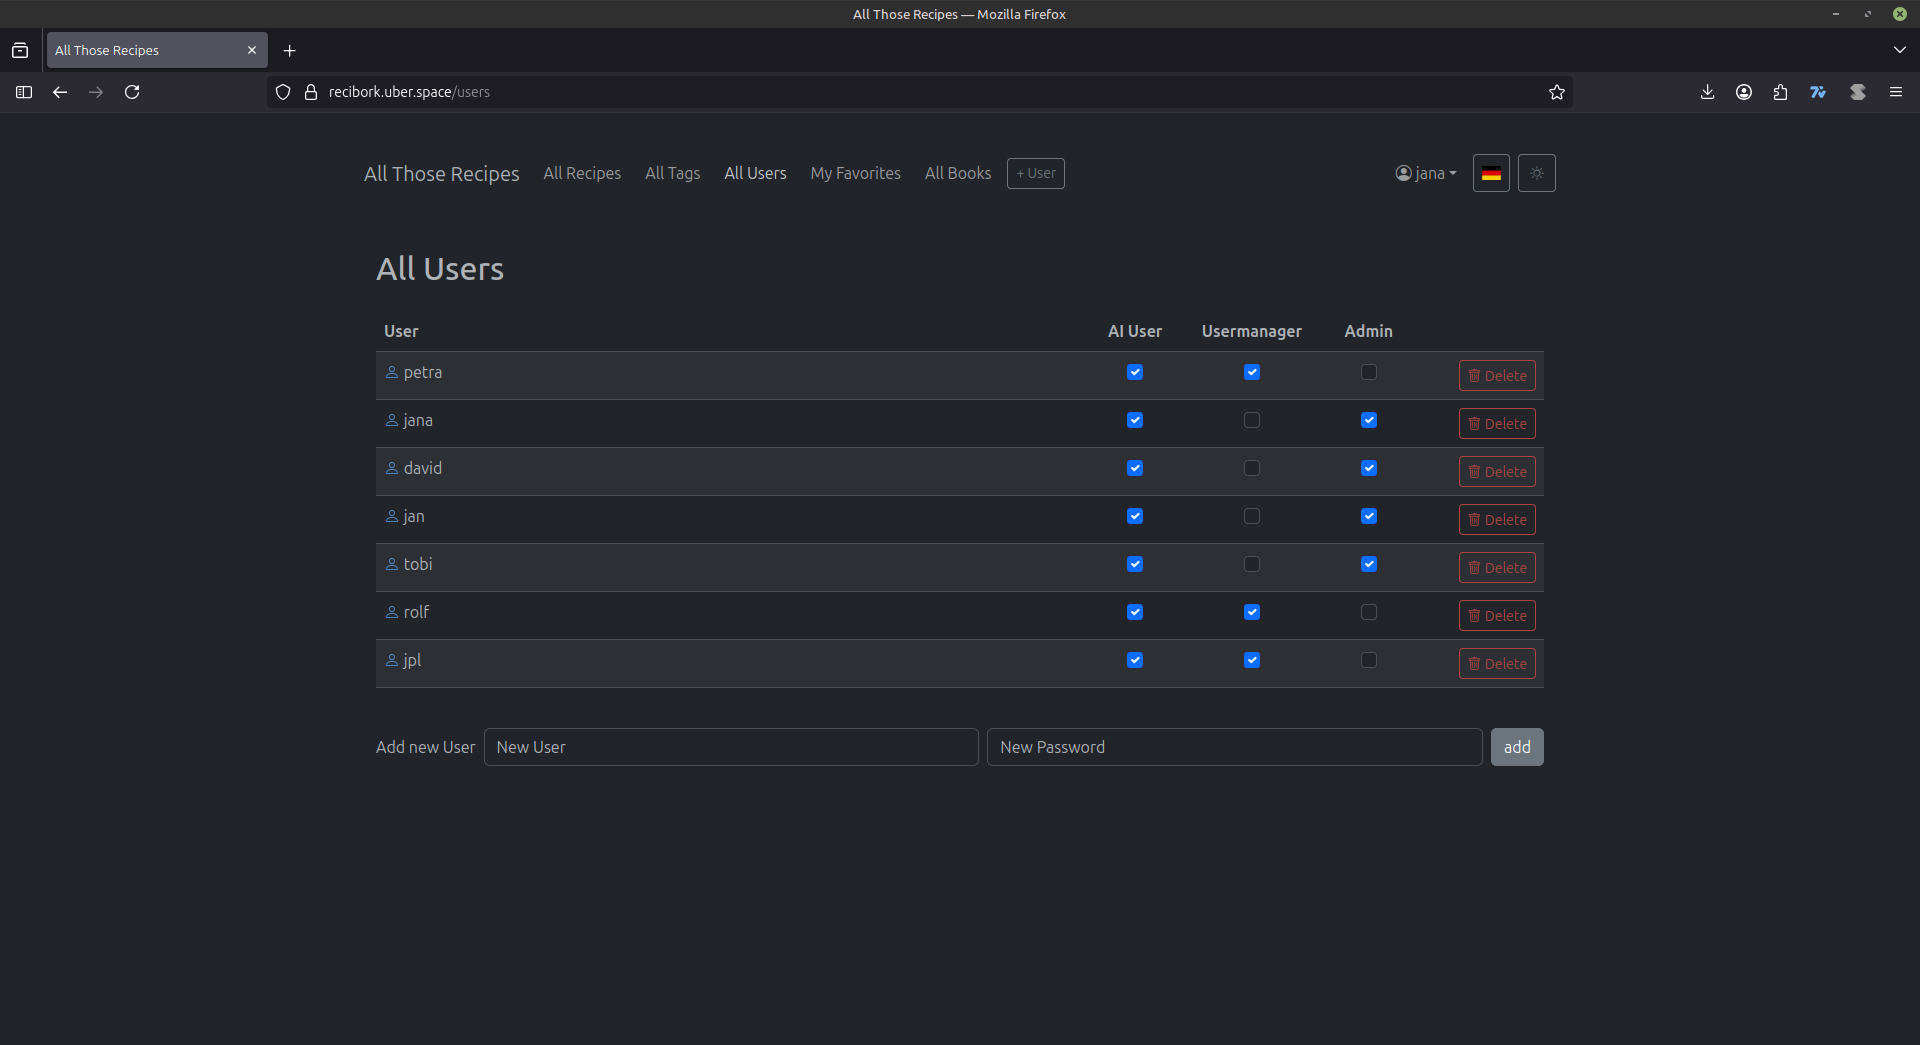 All Those Recipes — Mozilla Firefox
All Those Recipes
recibork.uber.space/users
All Those Recipes All Recipes All Tags All Users My Favorites All Books + User jana
All Users
User AI User Usermanager Admin
petra Delete
jana Delete
david Delete
jan Delete
tobi Delete
rolf Delete
jpl Delete
Add new User New User New Password add